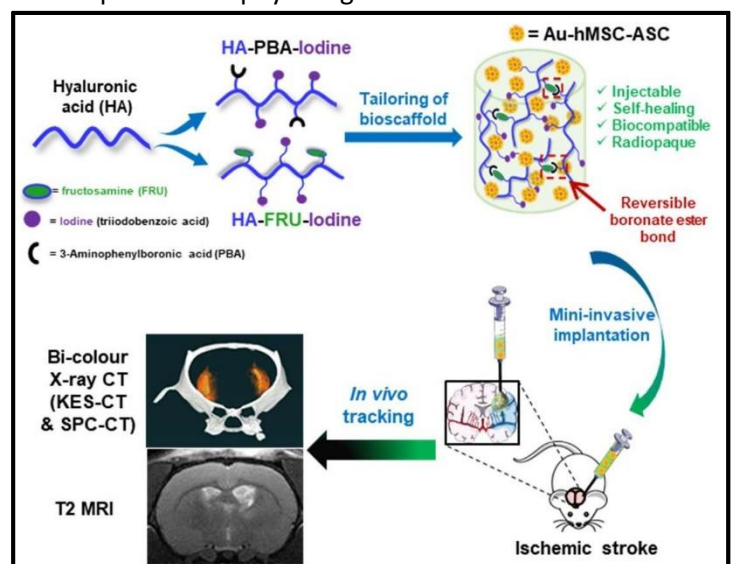 HA-PBA-Iodine
Hyaluronic
acid (HA)
= fructosamine (FRU)
= Iodine (triiodobenzoic acid)
= 3-Aminophenylboronic acid (PBA)
HA-FRU-Iodine
Tailoring of
bioscaffold
= Au-hMSC-ASC
✓ Injectable
✓ Self-healing
✓ Biocompatible
✓ Radiopaque
Reversible
boronate ester
bond
Mini-invasive
implantation
Ischemic stroke
In vivo
tracking
Bi-colour
X-ray CT
(KES-CT
& SPC-CT)
T2 MRI